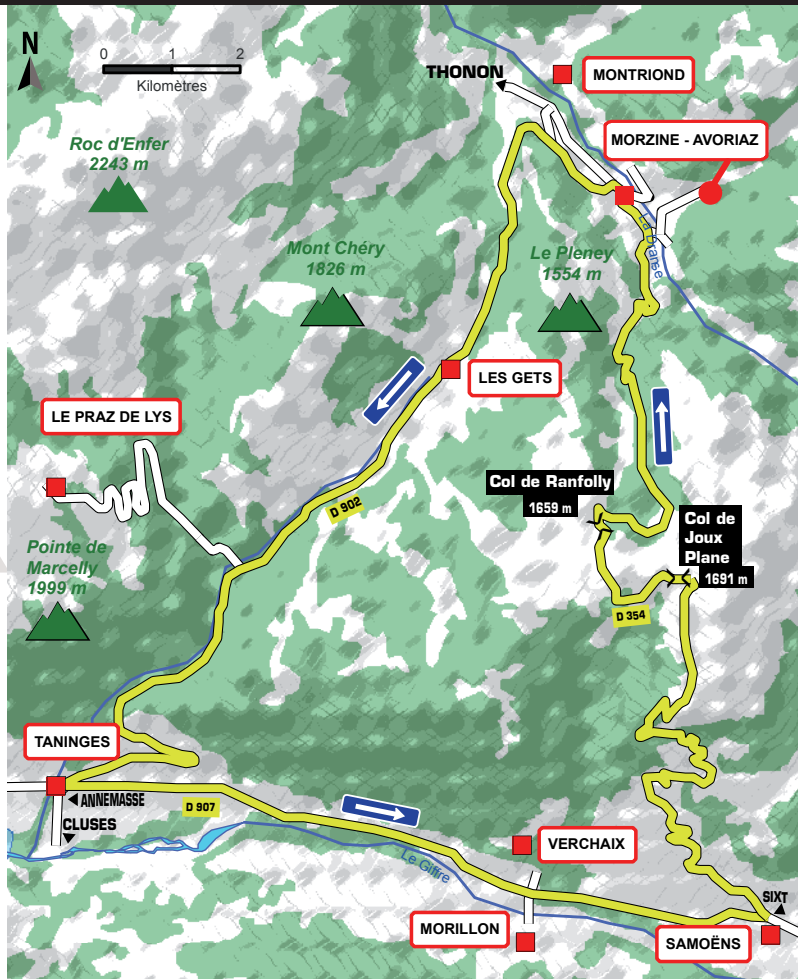 N
0 1 2
Kilomètres
THONON
MONTRIOND
MORZINE - AVORIAZ
Roc d'Enfer
2243 m
La Dranse
Mont Chéry
1826 m
Le Pleney
1554 m
LES GETS
LE PRAZ DE LYS
Col de Ranfolly
1659 m
D 902
Col de
Joux
Plane
1691 m
Pointe de
Marcelly
1999 m
D 354
TANINGES
ANNEMASSE
D 907
CLUSES
VERCHAIX
Le Giffre
SIXT
MORILLON
SAMOËNS